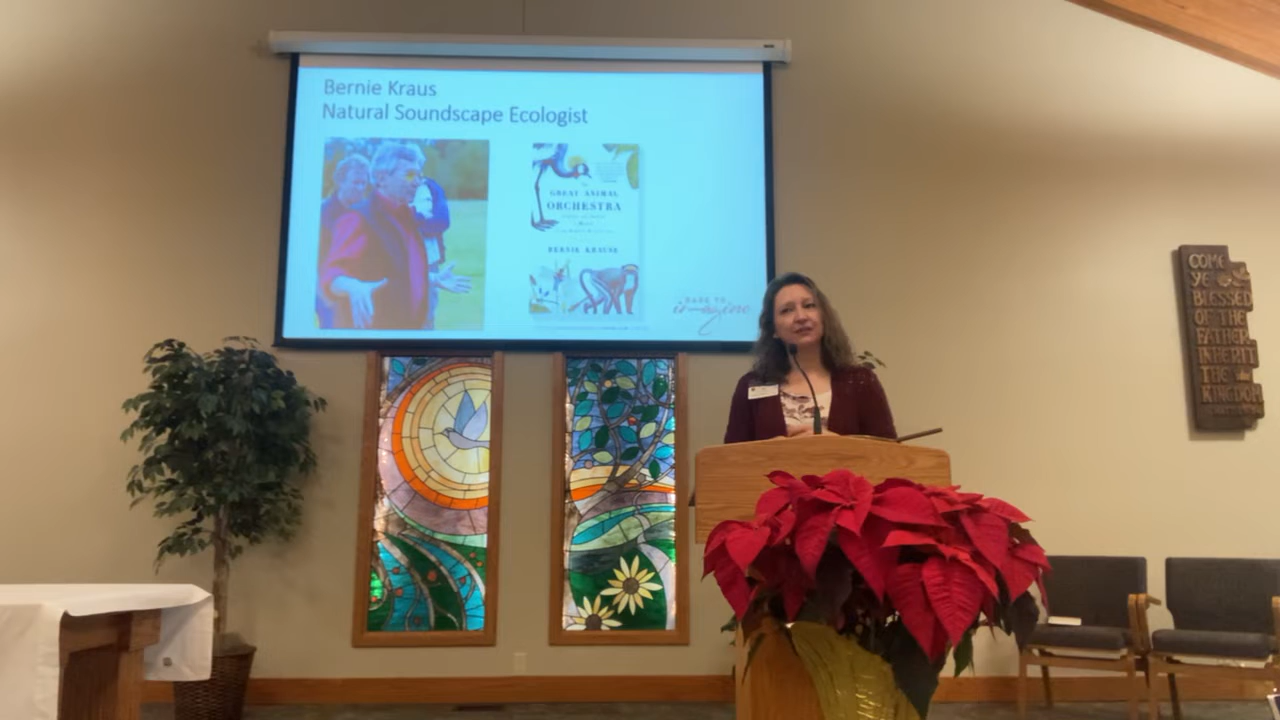 Bernie Kraus
Natural Soundscape Ecologist
GREAT ANIMAL
ORCHESTRA
BERNIE KRAUSE
DARE TO
imagine
COME
YE
BLESSED
OF THE
FATHER
INHERIT
THE
KINGDOM